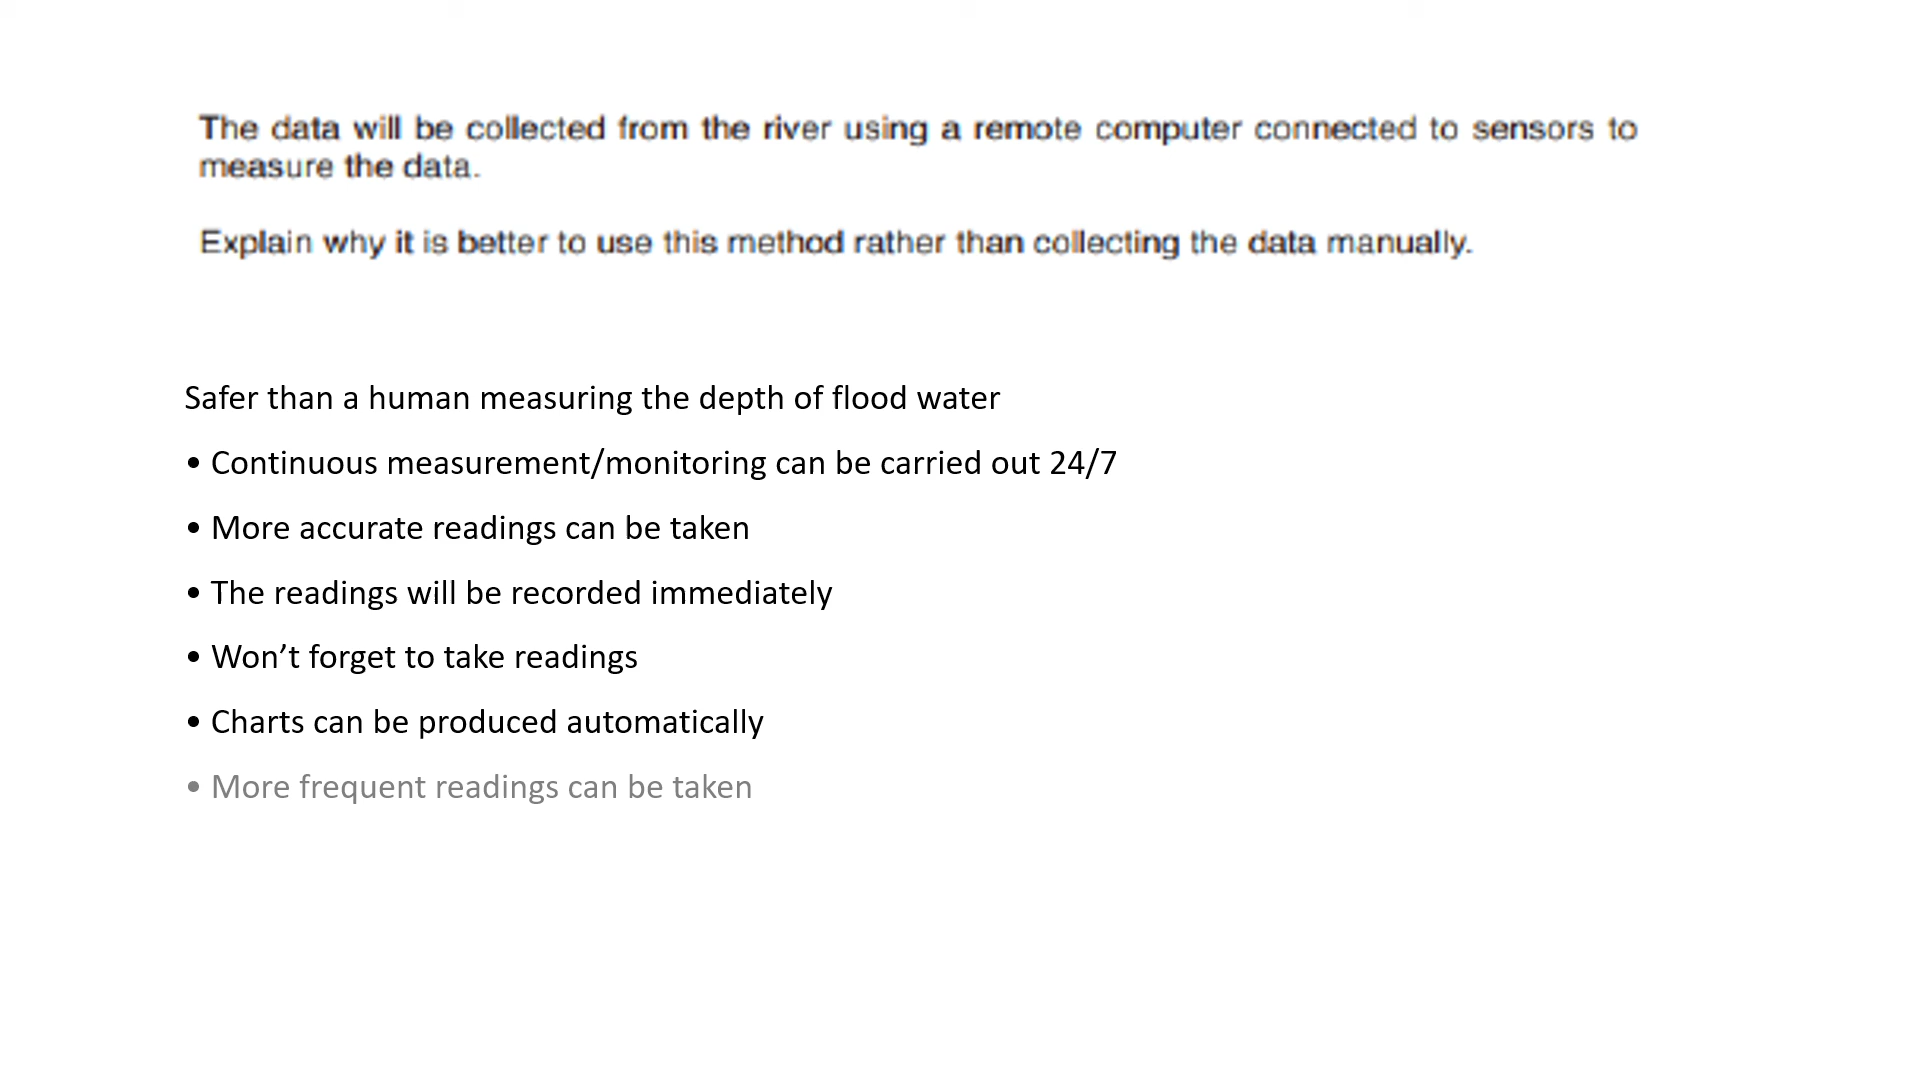 The data will be collected from the river using a remote computer connected to sensors to
measure the data.
Explain why it is better to use this method rather than collecting the data manually.
Safer than a human measuring the depth of flood water
• Continuous measurement/monitoring can be carried out 24/7
• More accurate readings can be taken
• The readings will be recorded immediately
• Won’t forget to take readings
• Charts can be produced automatically
• More frequent readings can be taken